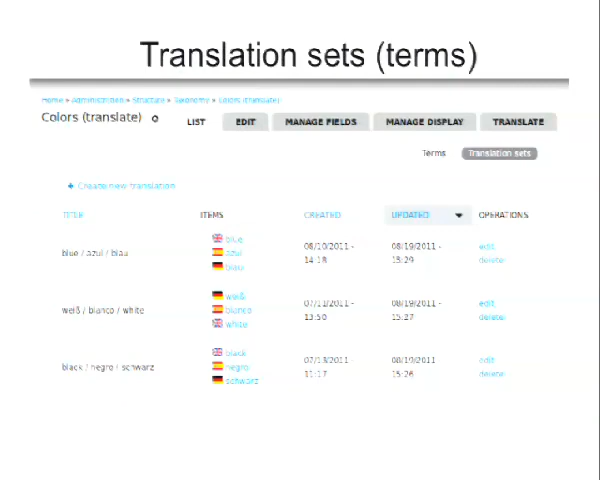 Translation sets (terms)
Home » Administration » Structure » Taxonomy » Colors (translate)
Colors (translate) LIST EDIT MANAGE FIELDS MANAGE DISPLAY TRANSLATE
Terms Translation sets
+ Create new translation
TITLE ITEMS CREATED UPDATED OPERATIONS
blue / azul / blau
blue
azul
blau
08/10/2011 - 14:18
08/19/2011 - 15:29
edit
delete
weiß / blanco / white
weiß
blanco
white
07/11/2011 - 13:50
08/19/2011 - 15:27
edit
delete
black / negro / schwarz
black
negro
schwarz
07/13/2011 - 11:17
08/19/2011 - 15:26
edit
delete